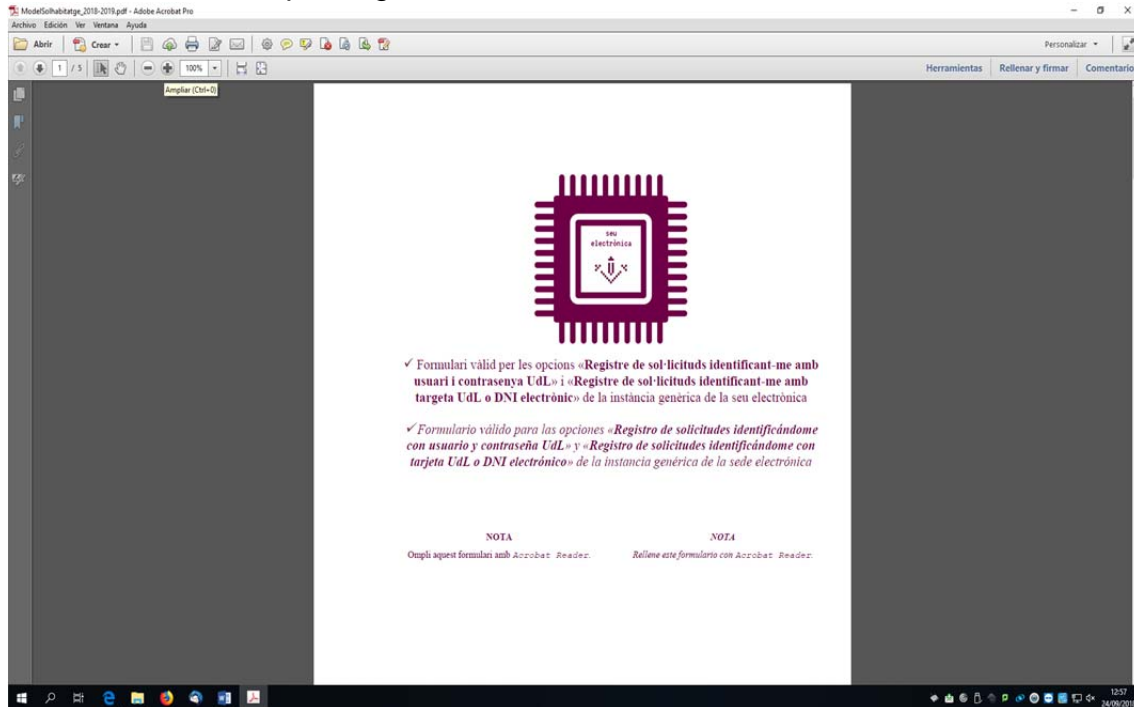 ModelSolhabitatge_2018-2019.pdf - Adobe Acrobat Pro
Archivo Edición Ver Ventana Ayuda
Abrir Crear Personalizar
1 / 5 100% Herramientas Rellenar y firmar Comentario
Ampliar (Ctrl+0)
seu
electrònica
✓ Formulari vàlid per les opcions «Registre de sol·licituds identificant-me amb
usuari i contrasenya UdL» i «Registre de sol·licituds identificant-me amb
targeta UdL o DNI electrònic» de la instància genèrica de la seu electrònica
✓ Formulario válido para las opciones «Registro de solicitudes identificándome
con usuario y contraseña UdL» y «Registro de solicitudes identificándome con
tarjeta UdL o DNI electrónico» de la instancia genérica de la sede electrónica
NOTA
Ompli aquest formulari amb Acrobat Reader.
NOTA
Rellene este formulario con Acrobat Reader.
12:57
24/09/2018